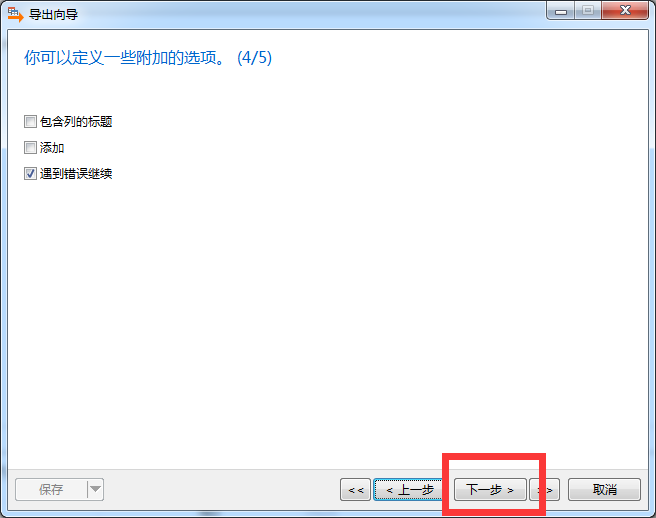 导出向导
你可以定义一些附加的选项。 (4/5)
包含列的标题
添加
遇到错误继续
保存 << < 上一步 下一步 > >> 取消